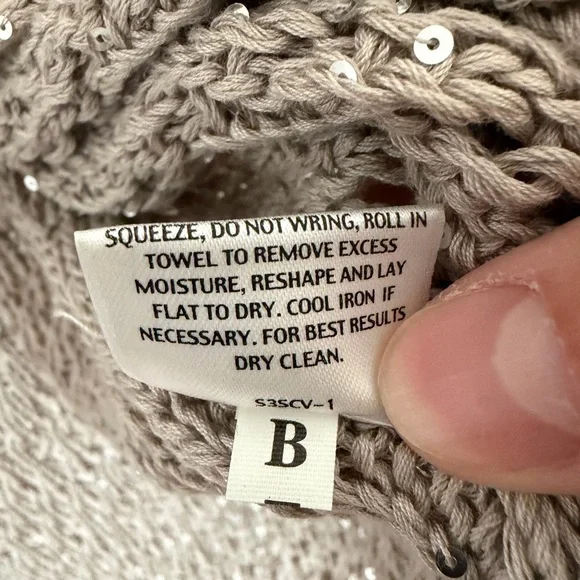 SQUEEZE, DO NOT WRING, ROLL IN
TOWEL TO REMOVE EXCESS
MOISTURE, RESHAPE AND LAY
FLAT TO DRY. COOL IRON IF
NECESSARY. FOR BEST RESULTS
DRY CLEAN.
S3SCV-1
B